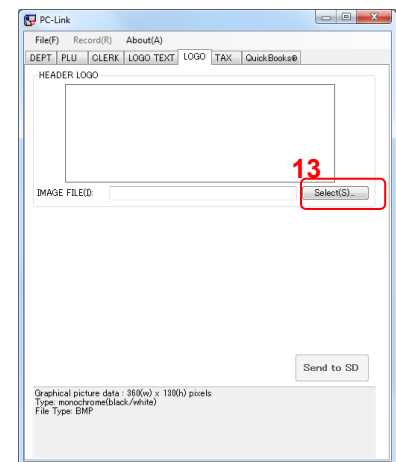 PC-Link
File(F) Record(R) About(A)
DEPT PLU CLERK LOGO TEXT LOGO TAX QuickBooks®
HEADER LOGO
13
IMAGE FILE(I): Select(S)...
Send to SD
Graphical picture data : 360(w) x 130(h) pixels
Type: monochrome(black/white)
File Type: BMP